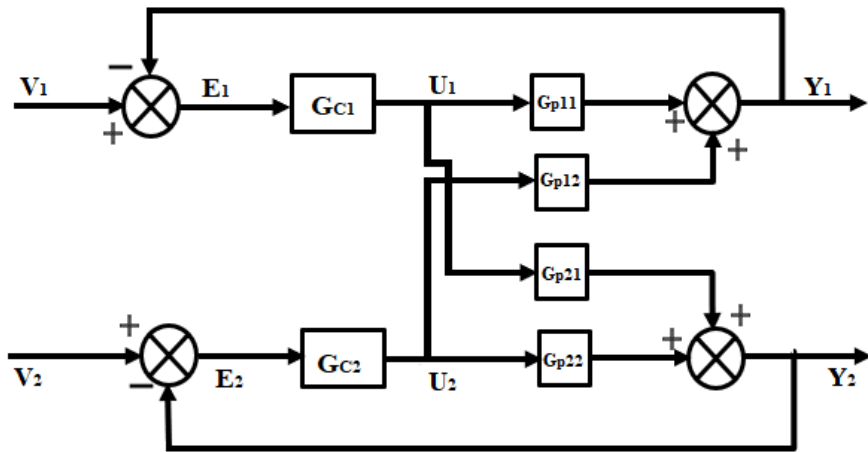 −
V1
E1
U1
Y1
GC1
Gp11
+
+
+
Gp12
Gp21
+
+
+
GC2
Gp22
V2
−
E2
U2
Y2